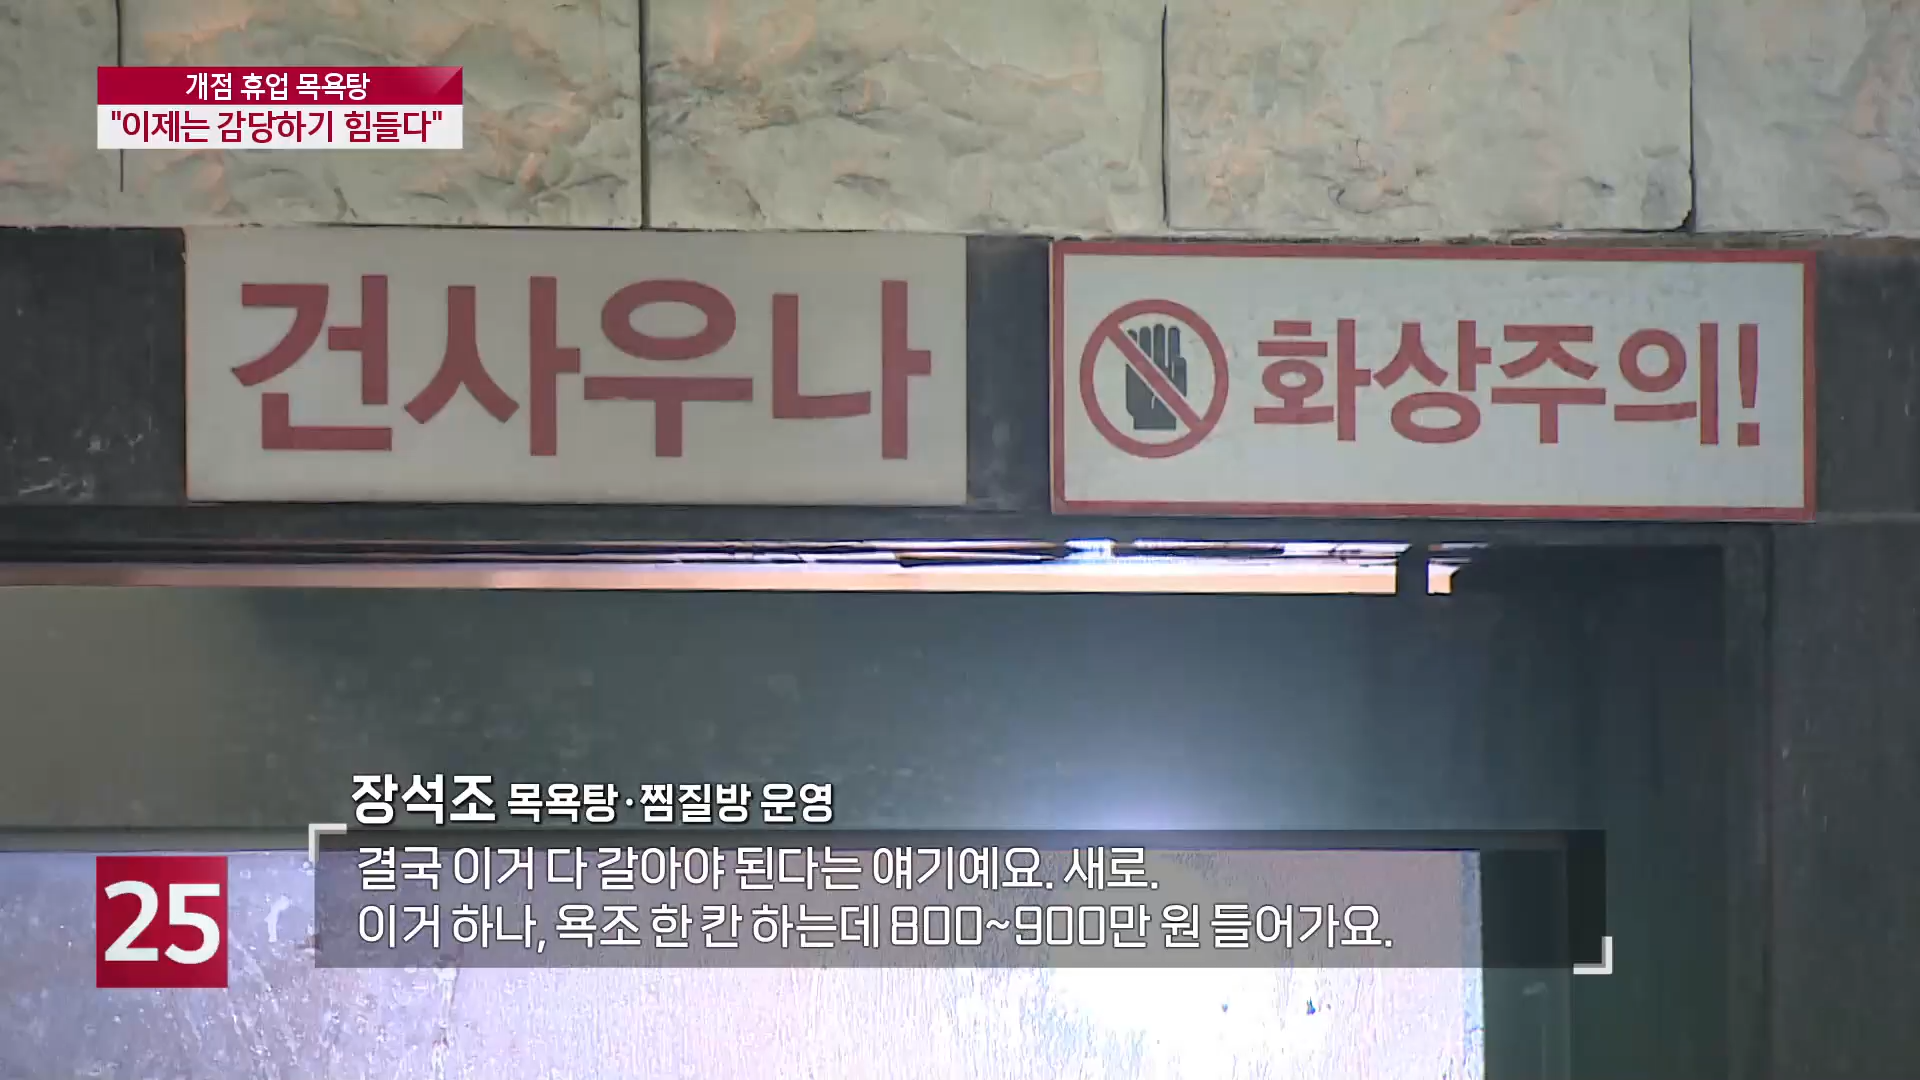 개점 휴업 목욕탕
"이제는 감당하기 힘들다"
건사우나
화상주의!
장석조 목욕탕·찜질방 운영
결국 이거 다 갈아야 된다는 얘기예요. 새로.
이거 하나, 욕조 한 칸 하는데 800~900만 원 들어가요.
25